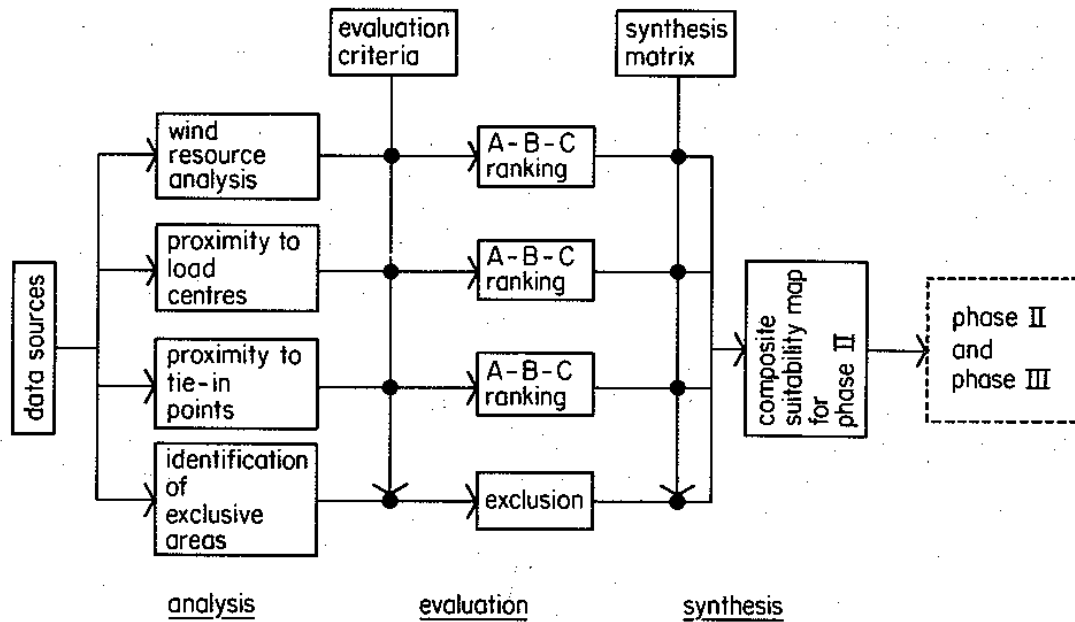 evaluation
criteria
synthesis
matrix
data sources
wind
resource
analysis
A-B-C
ranking
proximity to
load
centres
A-B-C
ranking
proximity to
tie-in
points
A-B-C
ranking
identification
of
exclusive
areas
exclusion
composite
suitability map
for
phase II
phase II
and
phase III
analysis
evaluation
synthesis